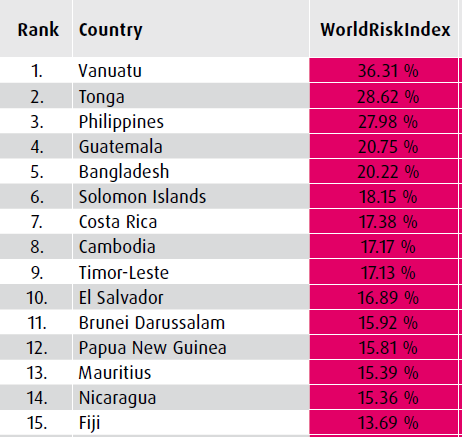 Rank Country WorldRiskIndex
1. Vanuatu 36.31 %
2. Tonga 28.62 %
3. Philippines 27.98 %
4. Guatemala 20.75 %
5. Bangladesh 20.22 %
6. Solomon Islands 18.15 %
7. Costa Rica 17.38 %
8. Cambodia 17.17 %
9. Timor-Leste 17.13 %
10. El Salvador 16.89 %
11. Brunei Darussalam 15.92 %
12. Papua New Guinea 15.81 %
13. Mauritius 15.39 %
14. Nicaragua 15.36 %
15. Fiji 13.69 %